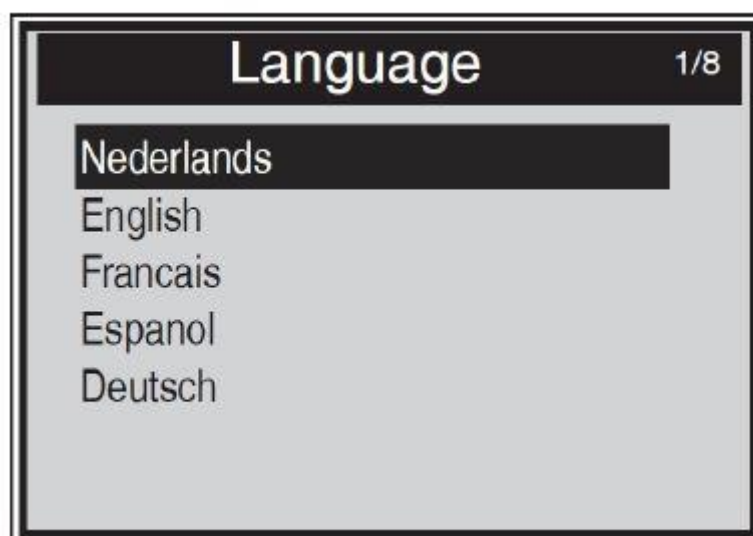 Language 1/8
Nederlands
English
Francais
Espanol
Deutsch